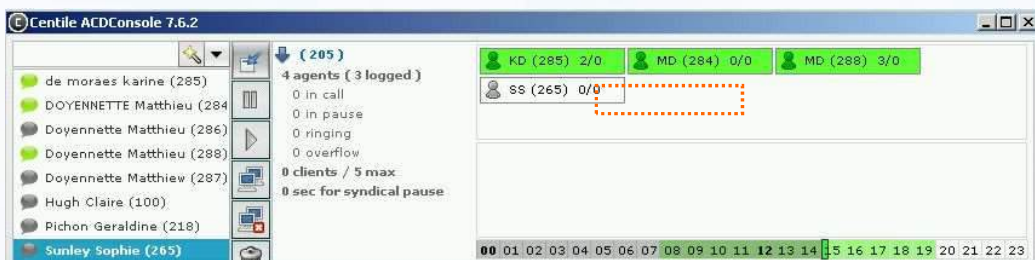 Centile ACDConsole 7.6.2
de moraes karine (285)
DOYENNETTE Matthieu (284
Doyennette Matthieu (286)
Doyennette Matthieu (288)
Doyennette Matthiew (287)
Hugh Claire (100)
Pichon Geraldine (218)
Sunley Sophie (265)
(205)
4 agents ( 3 logged )
0 in call
0 in pause
0 ringing
0 overflow
0 clients / 5 max
0 sec for syndical pause
KD (285) 2/0 MD (284) 0/0 MD (288) 3/0
SS (265) 0/0
00 01 02 03 04 05 06 07 08 09 10 11 12 13 14 15 16 17 18 19 20 21 22 23